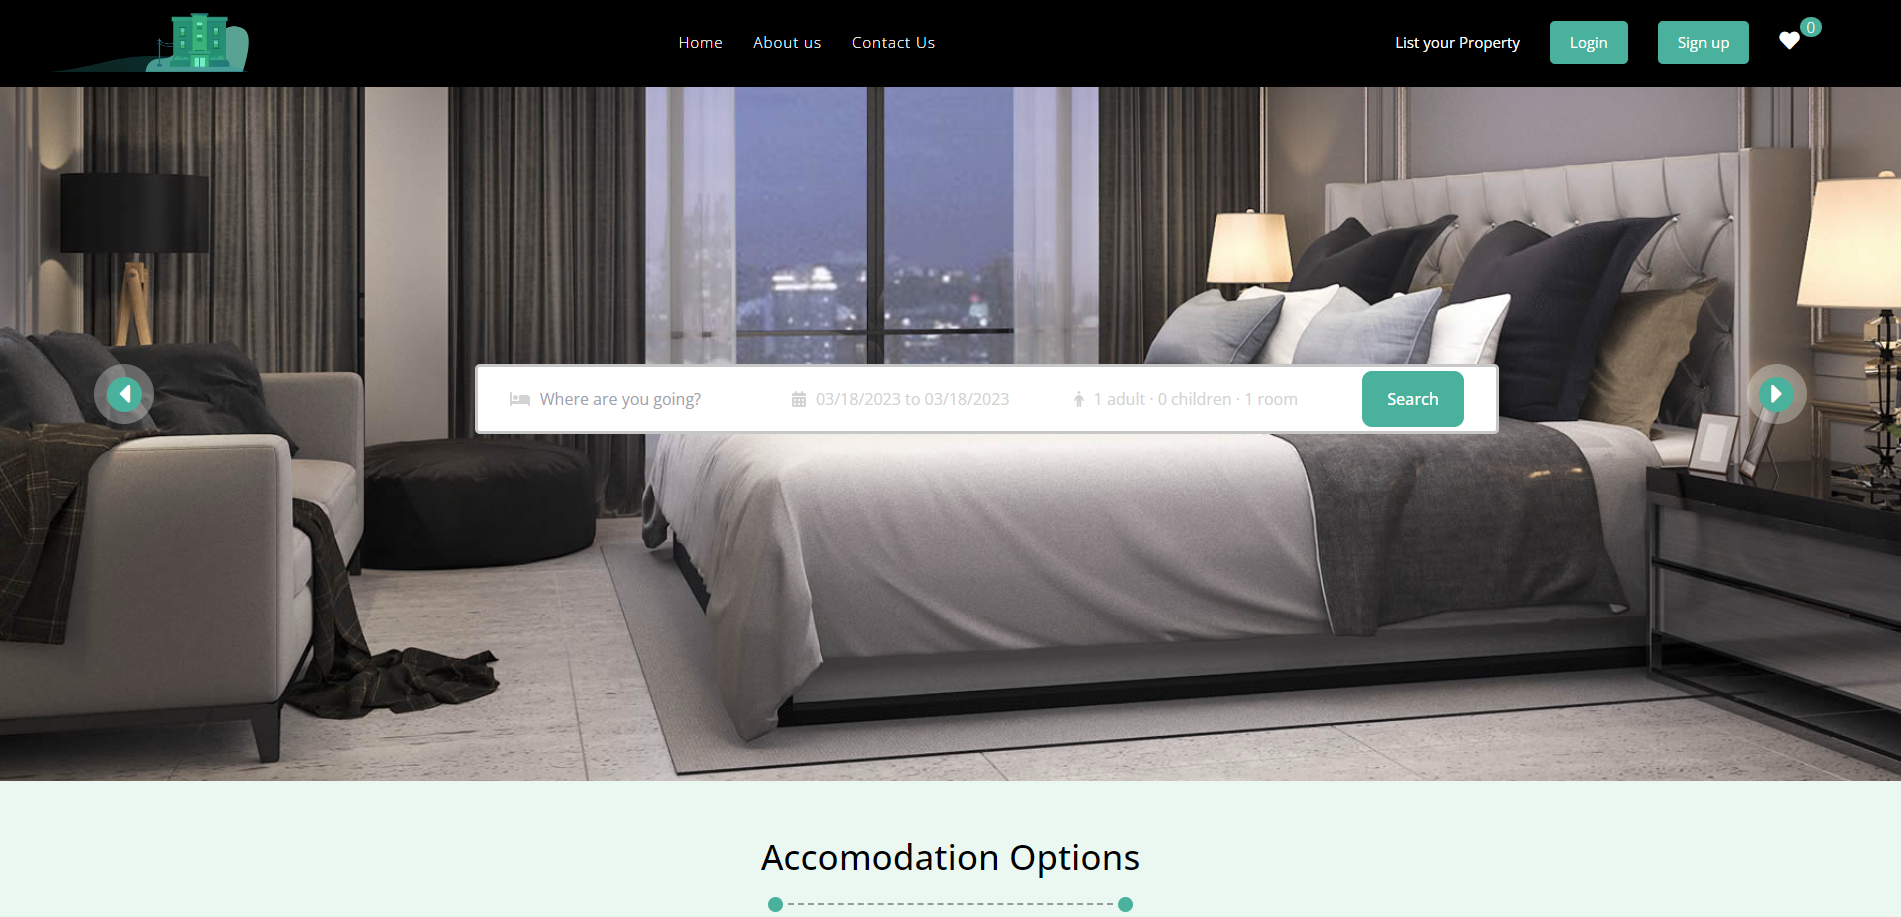 Home
About us
Contact Us
List your Property
Login
Sign up
0
Where are you going?
03/18/2023 to 03/18/2023
1 adult · 0 children · 1 room
Search
Accomodation Options